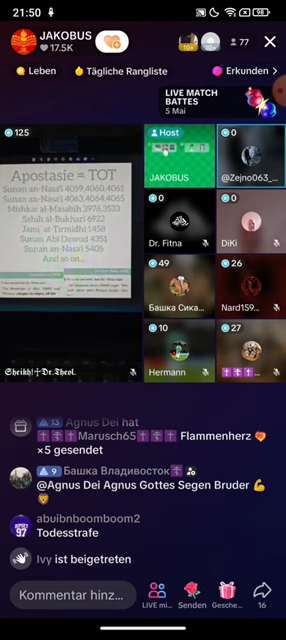 21:50
98
JAKOBUS
17.5K
10+
10+
77
Leben
Tägliche Rangliste
Erkunden
LIVE MATCH
BATTES
5 Mai
125
Apostasie = TOT
Sunan an-Nasa'i 4059,4060,4061
Sunan an-Nasa'i 4063,4064,4065
Mishkat al-Masabih 3976,3533
Sahih al-Bukhari 6922
Jami' at-Tirmidhi 1458
Sunan Abi Dawud 4351
Sunan an-Nasa'i 5405
And so on...
𝕾𝖍𝖊𝖎𝖐𝖍!☩𝕯𝖗.𝕿𝖍𝖊𝖔𝖑.
Host
JAKOBUS
0
@Zejno063_...
0
Dr. Fitna
0
DiKi
49
Башка Сика...
26
Nard159...
10
Hermann
27
✝️✝️✝️...
13 Agnus Dei hat
✝️✝️✝️Marusch65✝️✝️ Flammenherz
×5 gesendet
9 Башка Владивосток☦️
@Agnus Dei Agnus Gottes Segen Bruder 💪
🦁
abuibnboomboom2
Todesstrafe
Ivy ist beigetreten
Kommentar hinz...
LIVE mi...
Senden
Gesche...
16